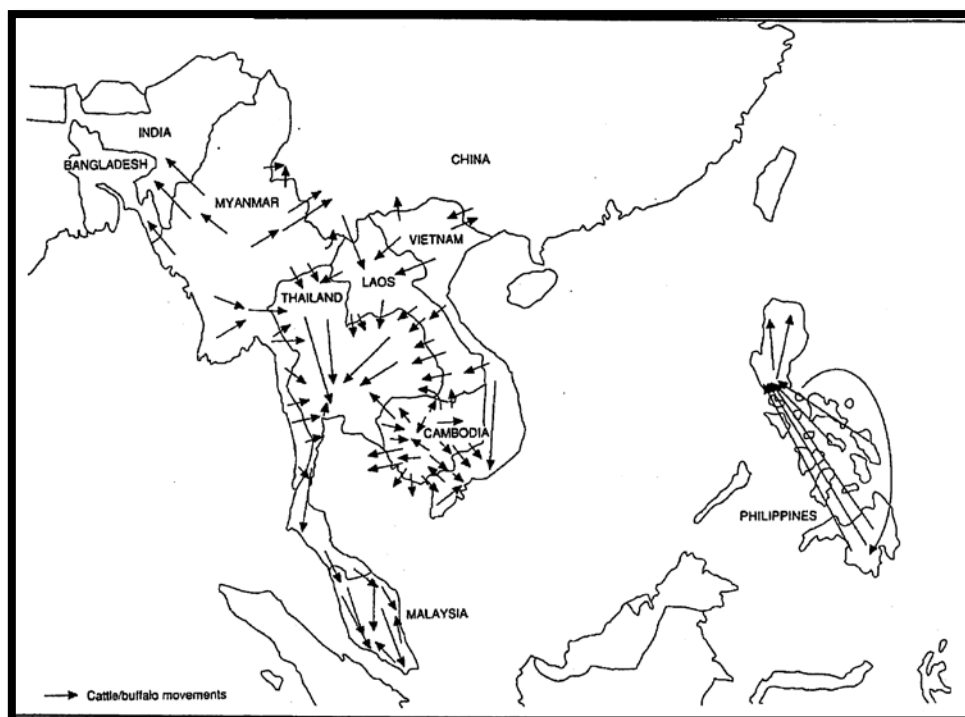 INDIA
BANGLADESH
CHINA
MYANMAR
VIETNAM
LAOS
THAILAND
CAMBODIA
PHILIPPINES
MALAYSIA
Cattle/buffalo movements